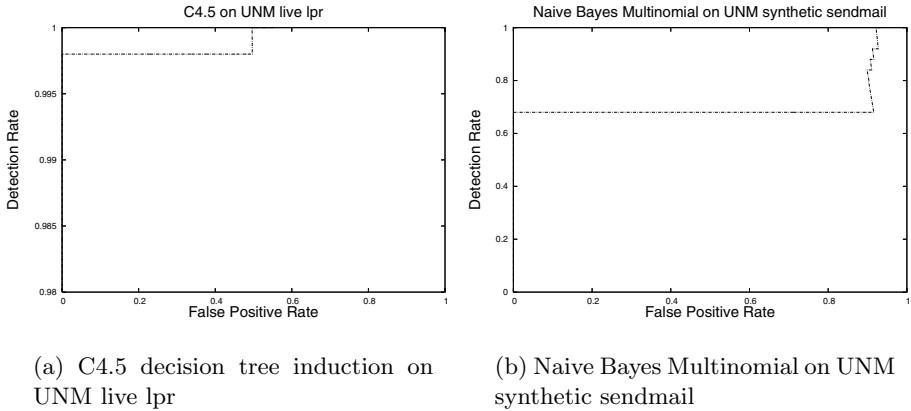 C4.5 on UNM live lpr
1
0.995
0.99
0.985
0.98
Detection Rate
0 0.2 0.4 0.6 0.8 1
False Positive Rate
Naive Bayes Multinomial on UNM synthetic sendmail
1
0.8
0.6
0.4
0.2
0
Detection Rate
0 0.2 0.4 0.6 0.8 1
False Positive Rate
(a) C4.5 decision tree induction on
UNM live lpr
(b) Naive Bayes Multinomial on UNM
synthetic sendmail